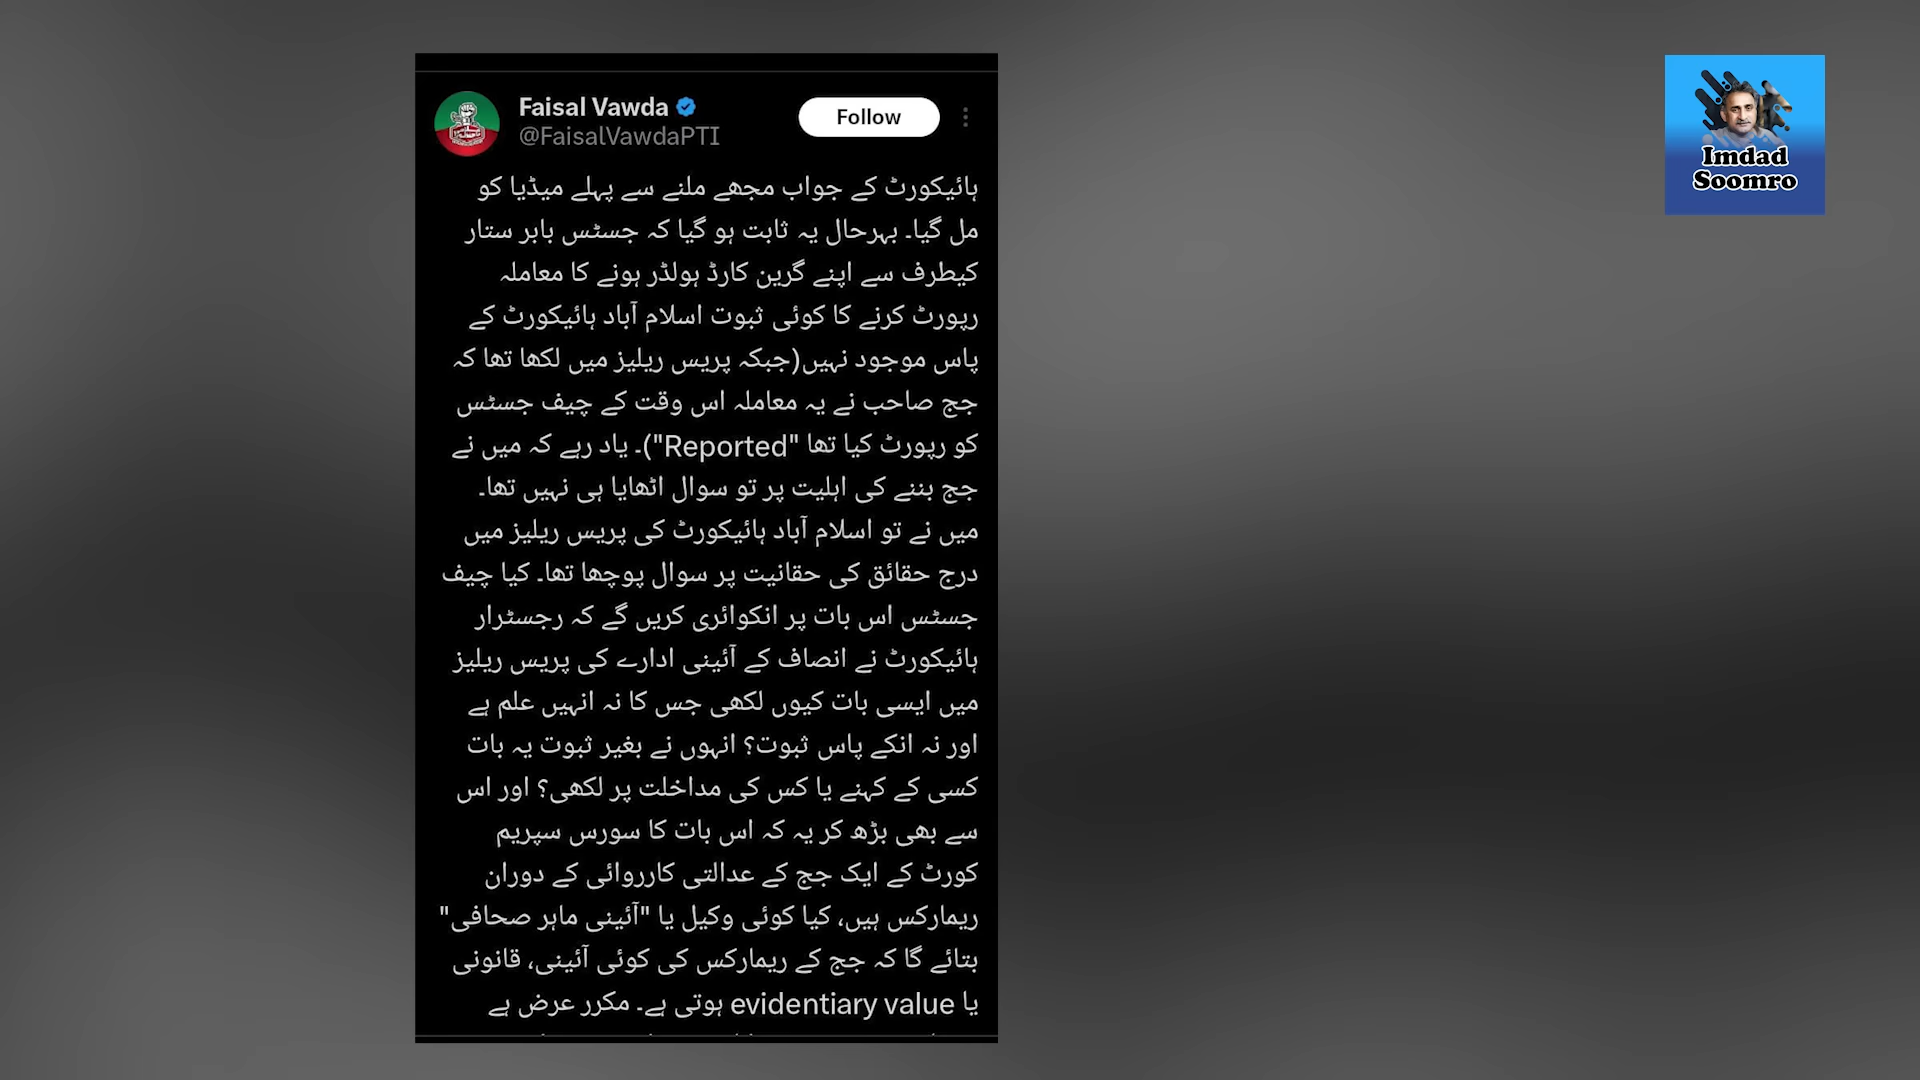 Faisal Vawda
@FaisalVawdaPTI
Follow
ہائیکورٹ کے جواب مجھے ملنے سے پہلے میڈیا کو
مل گیا۔ بہرحال یہ ثابت ہو گیا کہ جسٹس بابر ستار
کیطرف سے اپنے گرین کارڈ ہولڈر ہونے کا معاملہ
رپورٹ کرنے کا کوئی ثبوت اسلام آباد ہائیکورٹ کے
پاس موجود نہیں(جبکہ پریس ریلیز میں لکھا تھا کہ
جج صاحب نے یہ معاملہ اس وقت کے چیف جسٹس
کو رپورٹ کیا تھا "Reported")۔ یاد رہے کہ میں نے
جج بننے کی اہلیت پر تو سوال اٹھایا ہی نہیں تھا۔
میں نے تو اسلام آباد ہائیکورٹ کی پریس ریلیز میں
درج حقائق کی حقانیت پر سوال پوچھا تھا۔ کیا چیف
جسٹس اس بات پر انکوائری کریں گے کہ رجسٹرار
ہائیکورٹ نے انصاف کے آئینی ادارے کی پریس ریلیز
میں ایسی بات کیوں لکھی جس کا نہ انہیں علم ہے
اور نہ انکے پاس ثبوت؟ انہوں نے بغیر ثبوت یہ بات
کسی کے کہنے یا کس کی مداخلت پر لکھی؟ اور اس
سے بھی بڑھ کر یہ کہ اس بات کا سورس سپریم
کورٹ کے ایک جج کے عدالتی کارروائی کے دوران
ریمارکس ہیں، کیا کوئی وکیل یا "آئینی ماہر صحافی"
بتائے گا کہ جج کے ریمارکس کی کوئی آئینی، قانونی
یا evidentiary value ہوتی ہے۔ مکرر عرض ہے
Imdad
Soomro